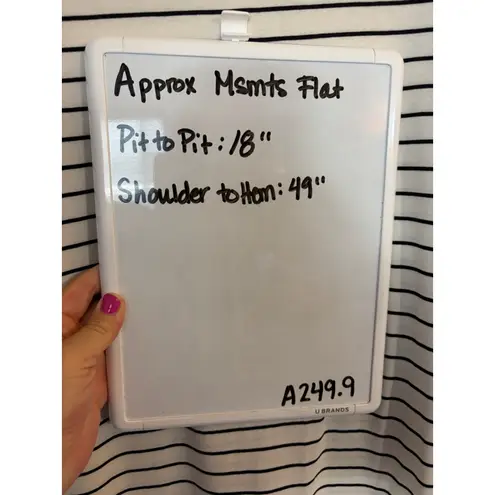 Approx Msmts Flat
Pit to Pit: 18"
Shoulder to Hem: 49"
A249.9
U BRANDS